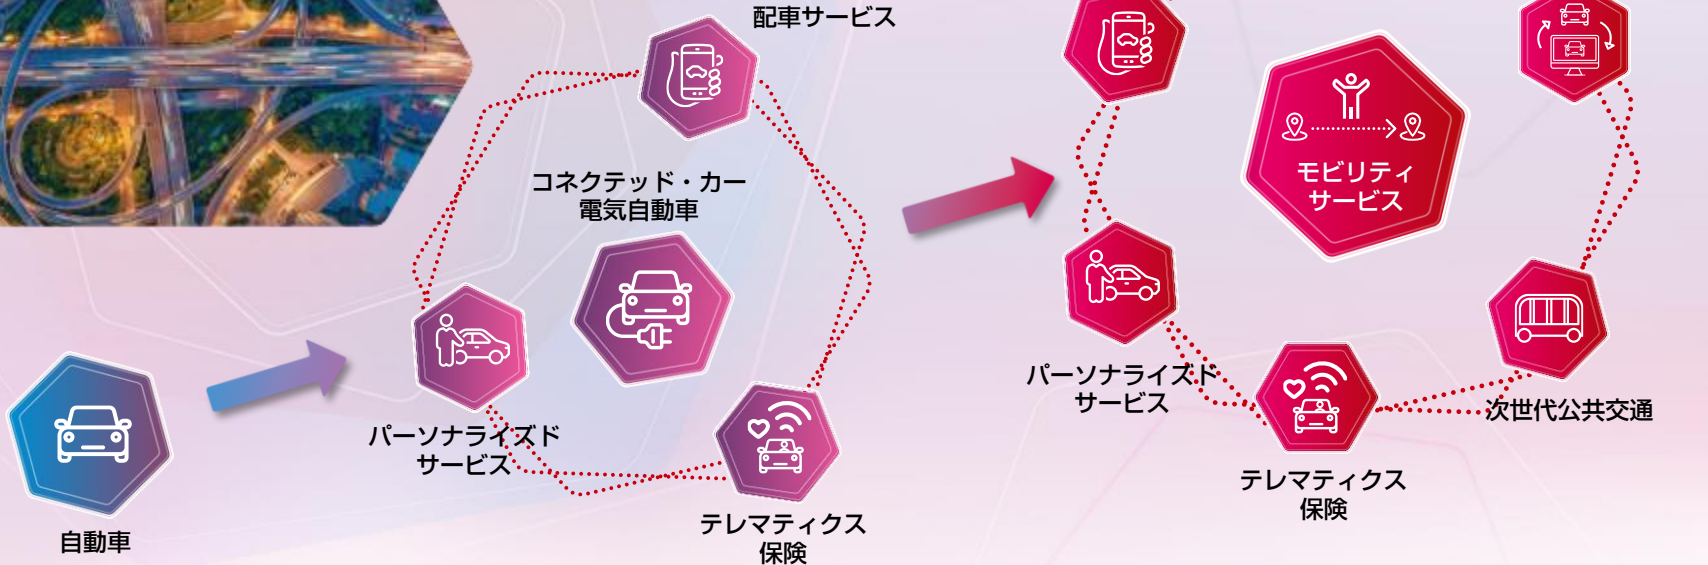 配車サービス
コネクテッド・カー
電気自動車
モビリティ
サービス
パーソナライズド
サービス
パーソナライズド
サービス
次世代公共交通
テレマティクス
保険
テレマティクス
保険
自動車